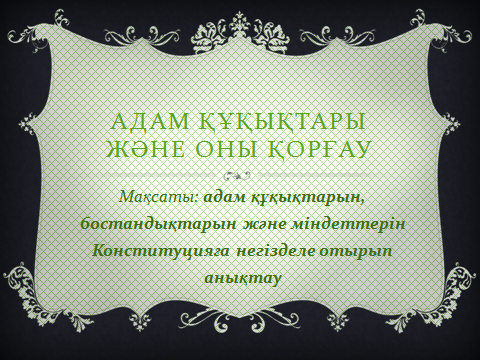 АДАМ ҚҰҚЫҚТАРЫ
ЖӘНЕ ОНЫ ҚОРҒАУ
Мақсаты: адам құқықтарын,
бостандықтарын және міндеттерін
Конституцияға негізделе отырып
анықтау